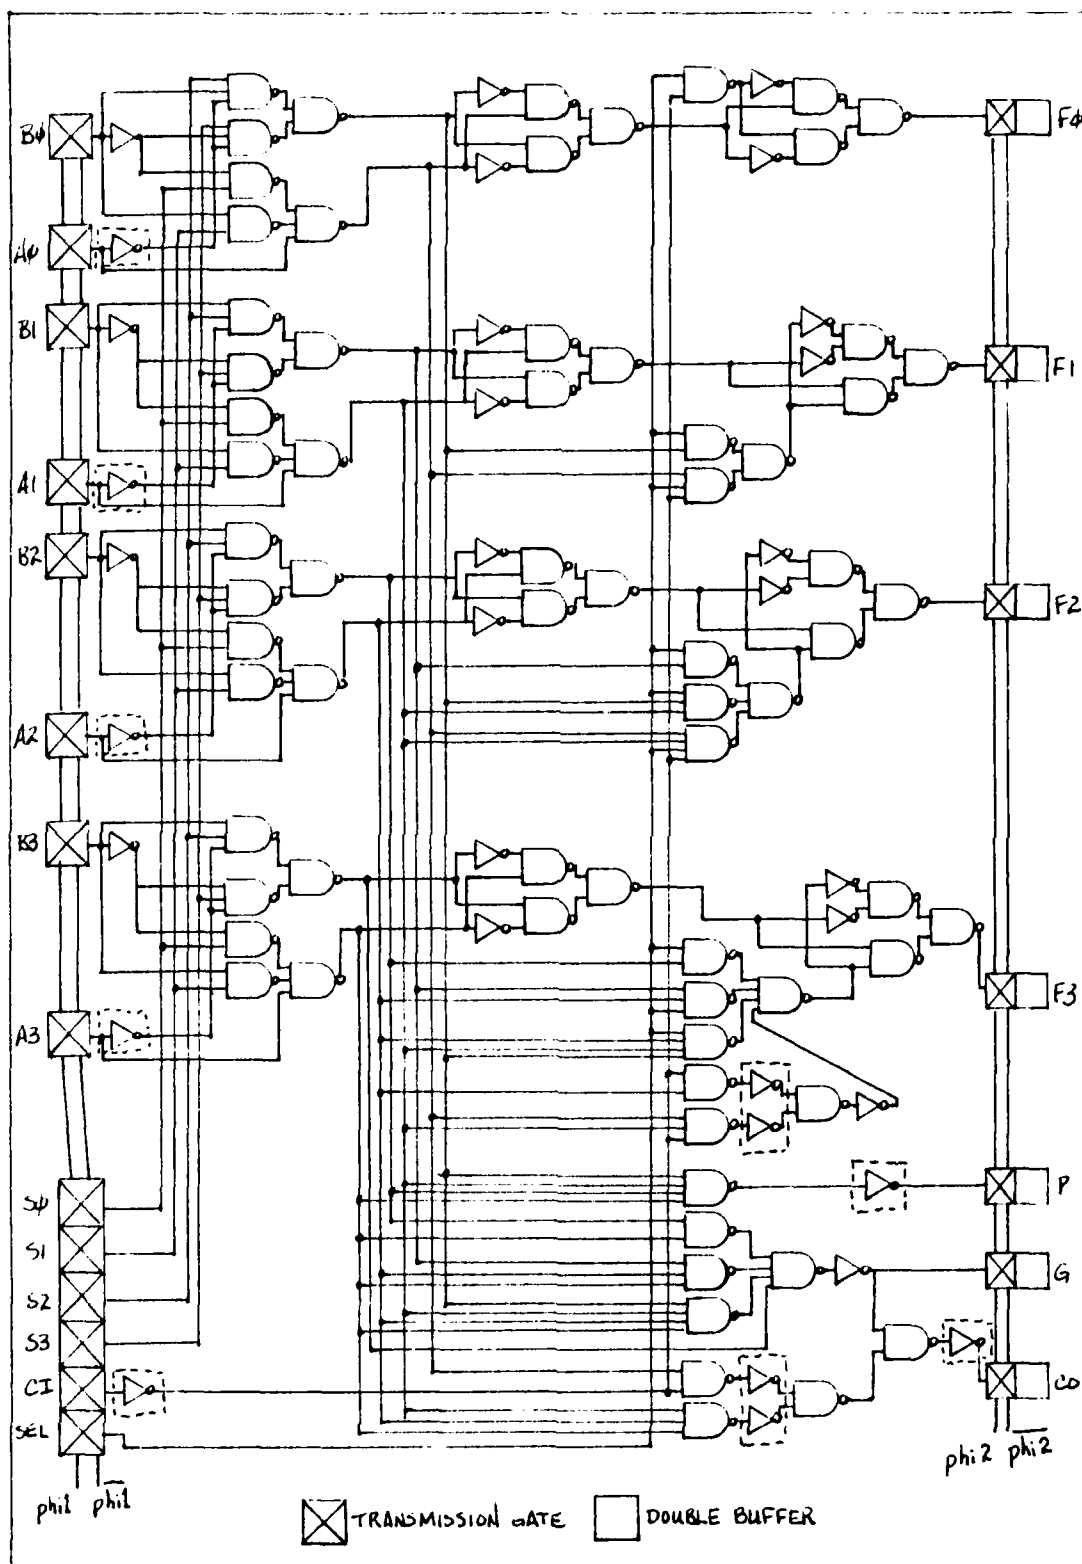 Bφ
Fφ
Aφ
B1
F1
A1
B2
F2
A2
B3
F3
A3
Sφ
P
S1
G
S2
S3
CI
CO
SEL
phi1 phi1
phi2 phi2
TRANSMISSION GATE
DOUBLE BUFFER